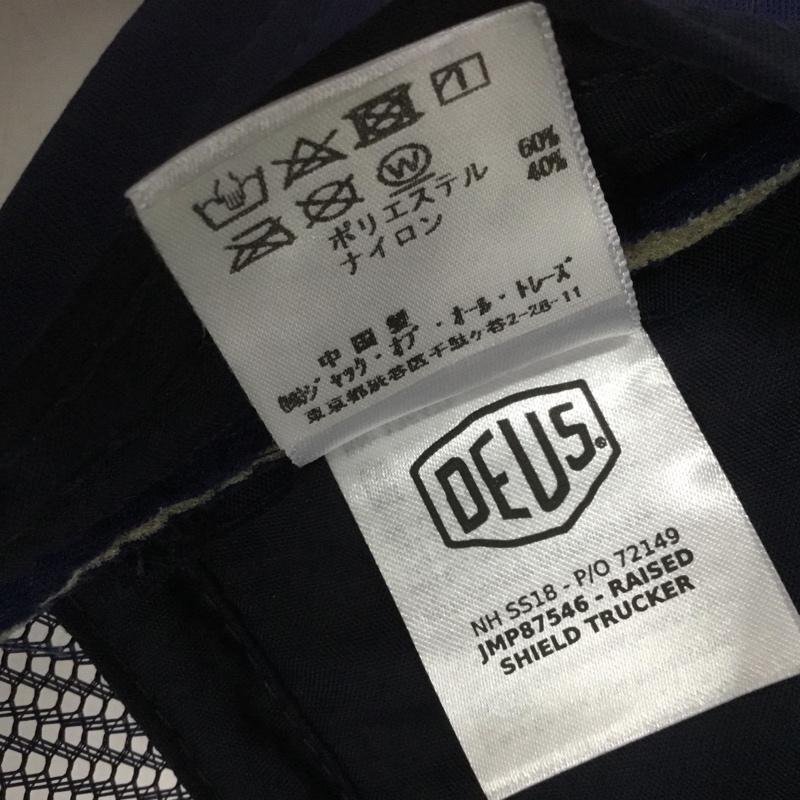 ポリエステル 60%
ナイロン 40%
中国製
㈱ジャック・オブ・オール・トレーズ
東京都渋谷区千駄ケ谷2-28-11
DEUS®
NH SS18 - P/O 72149
JMP87546 - RAISED
SHIELD TRUCKER